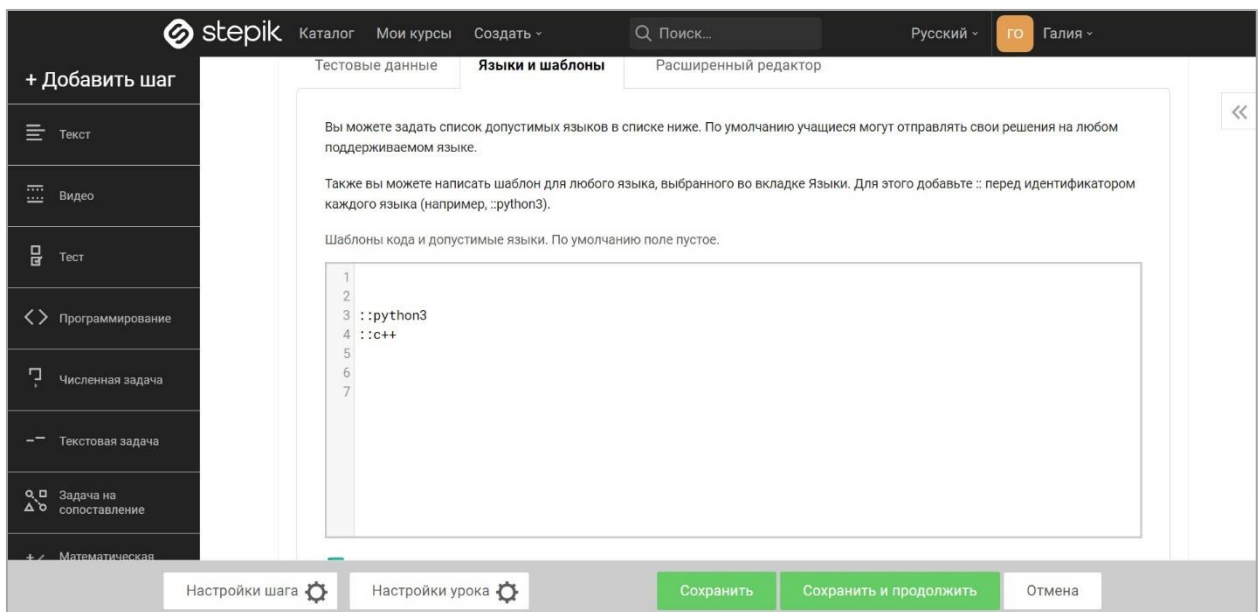 stepik Каталог Мои курсы Создать Поиск... Русский ГО Галия
+ Добавить шаг
Текст
Видео
Тест
Программирование
Численная задача
Текстовая задача
Задача на
сопоставление
Математическая
Тестовые данные Языки и шаблоны Расширенный редактор
Вы можете задать список допустимых языков в списке ниже. По умолчанию учащиеся могут отправлять свои решения на любом
поддерживаемом языке.
Также вы можете написать шаблон для любого языка, выбранного во вкладке Языки. Для этого добавьте :: перед идентификатором
каждого языка (например, ::python3).
Шаблоны кода и допустимые языки. По умолчанию поле пустое.
1
2
3 ::python3
4 ::c++
5
6
7
Настройки шага Настройки урока Сохранить Сохранить и продолжить Отмена